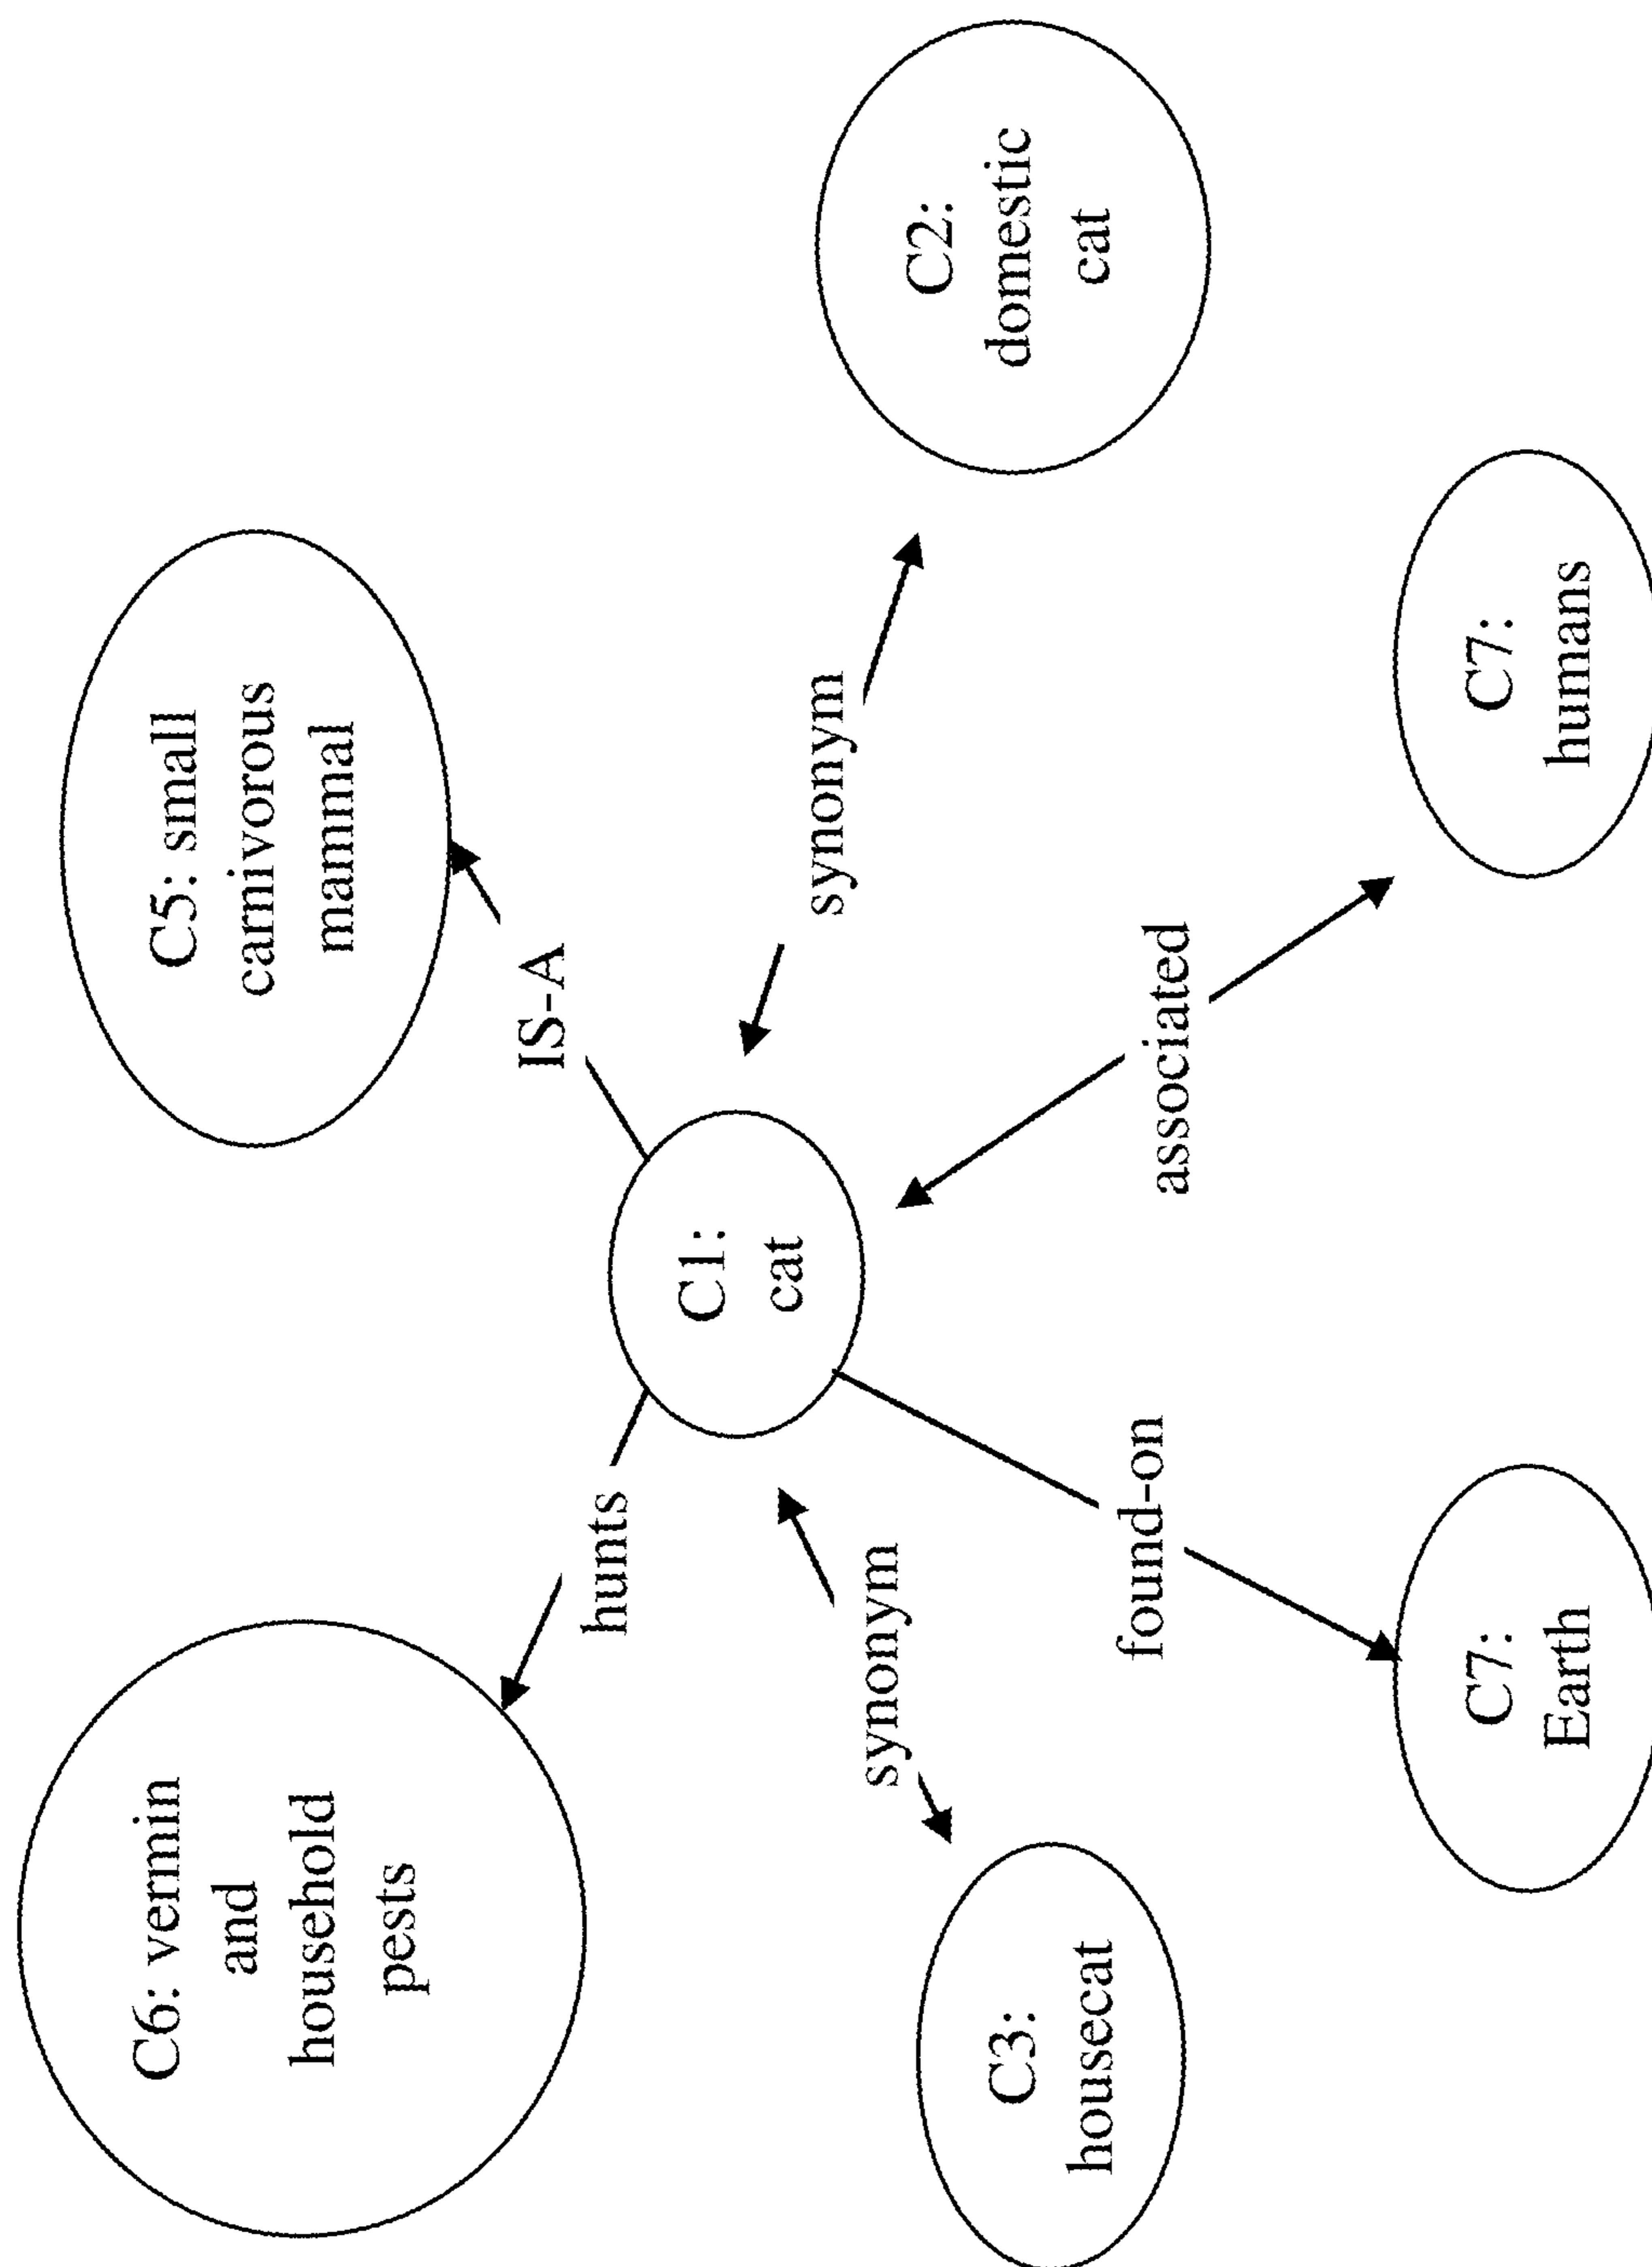 C6: vermin
and
household
pests
C5: small
carnivorous
mammal
hunts
IS-A
C1:
cat
synonym
synonym
C2:
domestic
cat
C3:
housecat
found-on
associated
C7:
Earth
C7:
humans